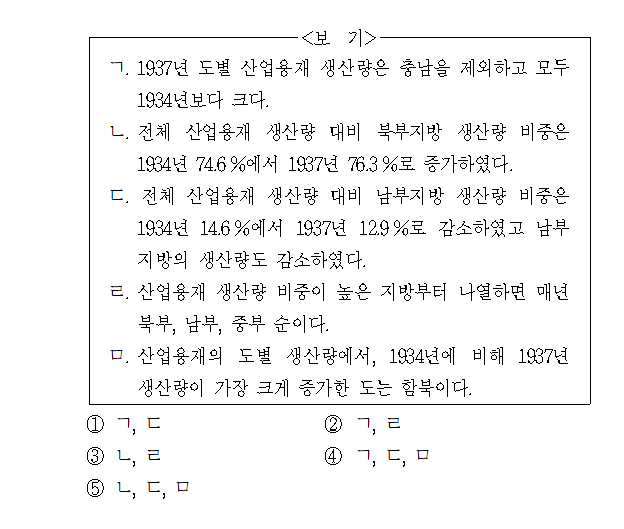 <보 기>
ㄱ. 1937년 도별 산업용재 생산량은 충남을 제외하고 모두
1934년보다 크다.
ㄴ. 전체 산업용재 생산량 대비 북부지방 생산량 비중은
1934년 74.6%에서 1937년 76.3%로 증가하였다.
ㄷ. 전체 산업용재 생산량 대비 남부지방 생산량 비중은
1934년 14.6%에서 1937년 12.9%로 감소하였고 남부
지방의 생산량도 감소하였다.
ㄹ. 산업용재 생산량 비중이 높은 지방부터 나열하면 매년
북부, 남부, 중부 순이다.
ㅁ. 산업용재의 도별 생산량에서, 1934년에 비해 1937년
생산량이 가장 크게 증가한 도는 함북이다.
① ㄱ, ㄷ ② ㄱ, ㄹ
③ ㄴ, ㄹ ④ ㄱ, ㄷ, ㅁ
⑤ ㄴ, ㄷ, ㅁ